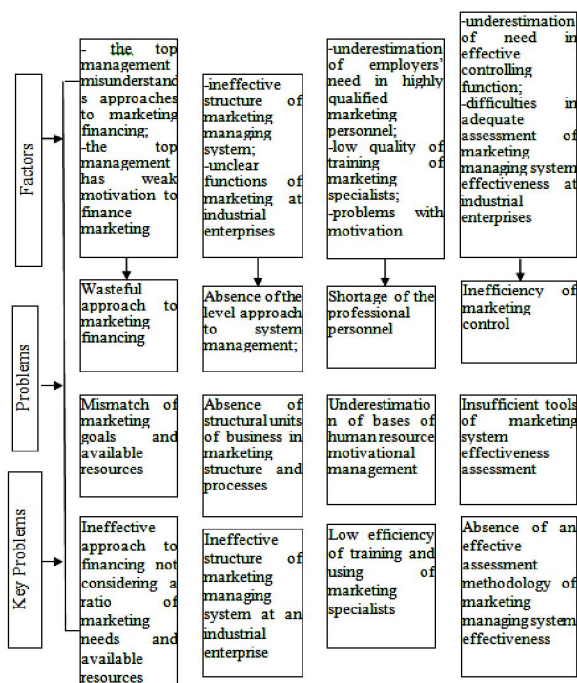 Factors
- the top
management
misunderstand
s approaches
to marketing
financing;
-the top
management
has weak
motivation to
finance
marketing
-ineffective
structure of
marketing
managing
system;
-unclear
functions of
marketing at
industrial
enterprises
-underestimation
of employers'
need in highly
qualified
marketing
personnel;
-low quality of
training of
marketing
specialists;
-problems with
motivation
-underestimation
of need in
effective
controlling
function;
-difficulties in
adequate
assessment of
marketing
managing system
effectiveness at
industrial
enterprises
Problems
Wasteful
approach to
marketing
financing
Absence of the
level approach
to system
management;
Shortage of the
professional
personnel
Inefficiency of
marketing
control
Mismatch of
marketing
goals and
available
resources
Absence of
structural units
of business in
marketing
structure and
processes
Underestimatio
n of bases of
human resource
motivational
management
Insufficient tools
of marketing
system
effectiveness
assessment
Key Problems
Ineffective
approach to
financing not
considering a
ratio of
marketing
needs and
available
resources
Ineffective
structure of
marketing
managing
system at an
industrial
enterprise
Low efficiency
of training and
using of
marketing
specialists
Absence of an
effective
assessment
methodology of
marketing
managing system
effectiveness